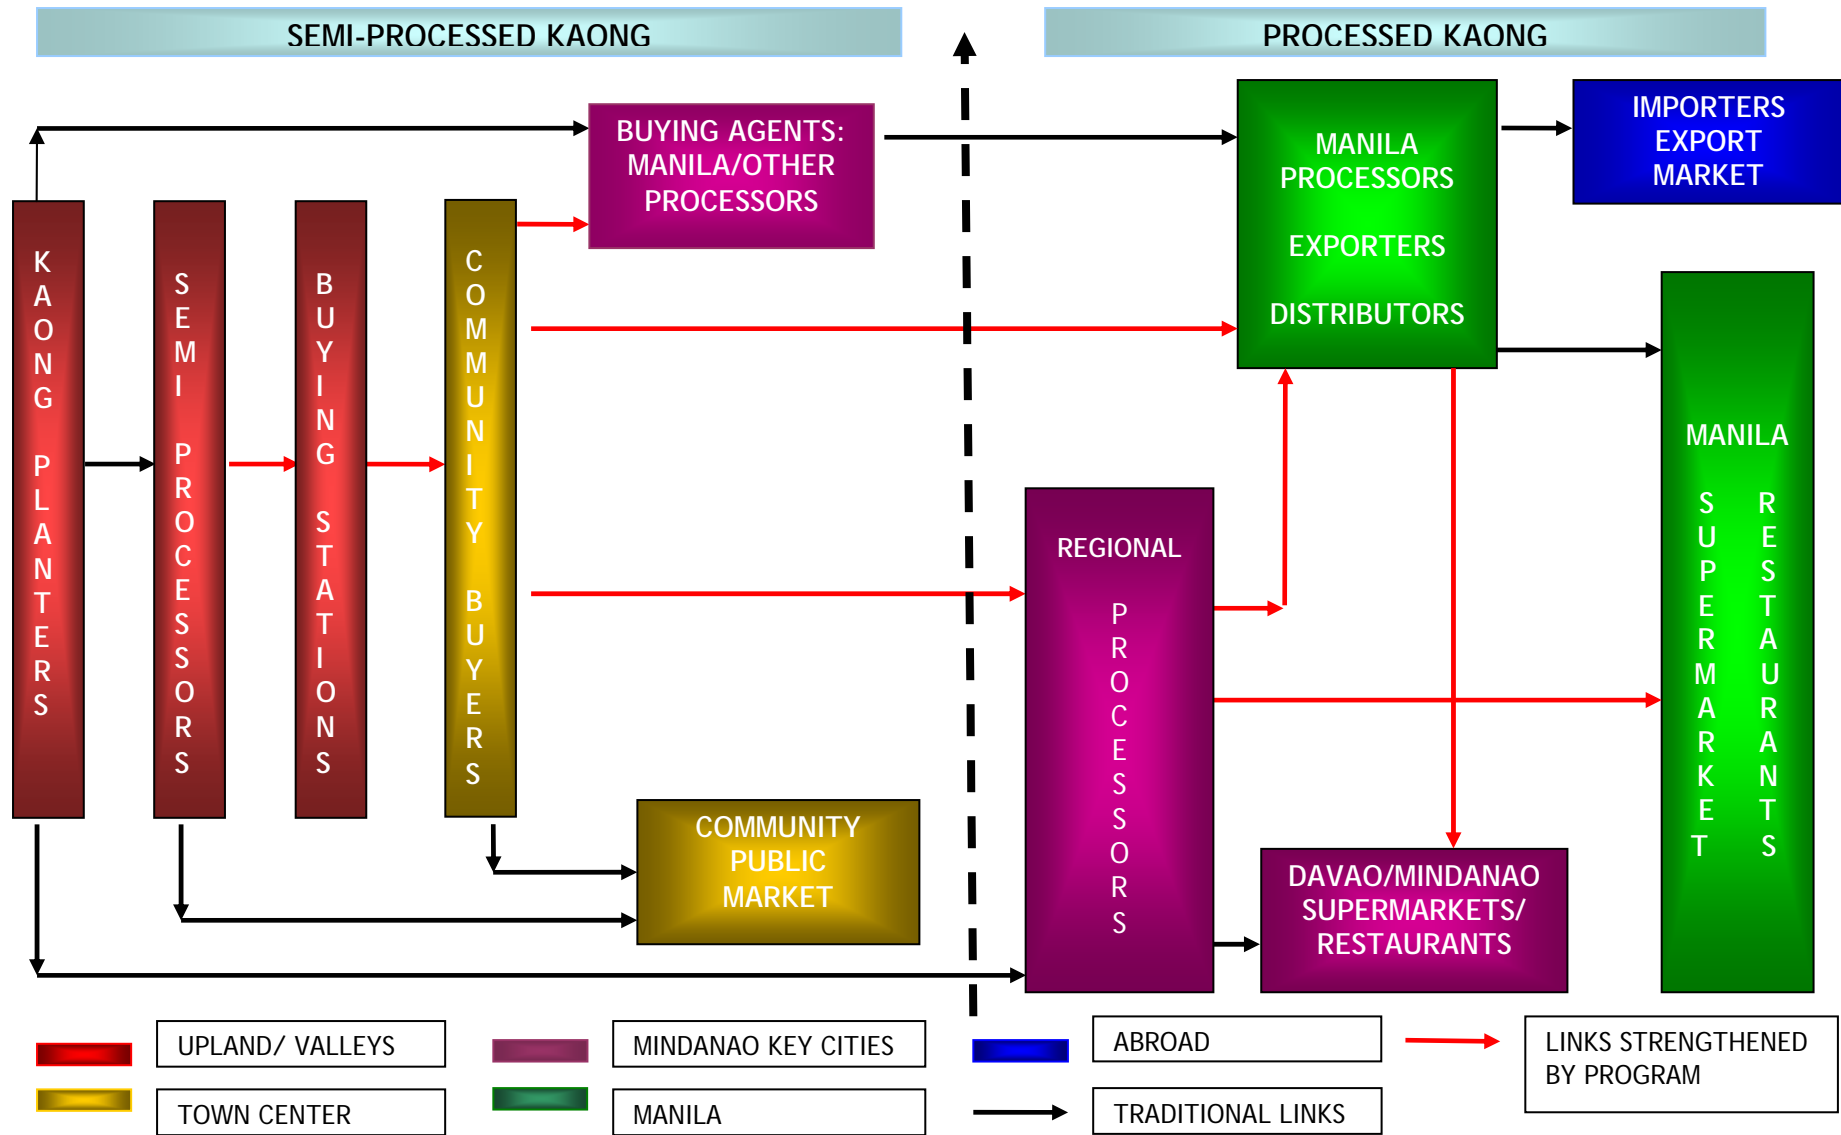 SEMI-PROCESSED KAONG
PROCESSED KAONG
BUYING AGENTS:
MANILA/OTHER
PROCESSORS
MANILA
PROCESSORS
EXPORTERS
DISTRIBUTORS
IMPORTERS
EXPORT
MARKET
KAONG PLANTERS
SEMI PROCESSORS
BUYING STATIONS
COMMUNITY BUYERS
REGIONAL
PROCESSORS
MANILA
SUPERMARKET
RESTAURANTS
COMMUNITY
PUBLIC
MARKET
DAVAO/MINDANAO
SUPERMARKETS/
RESTAURANTS
UPLAND/ VALLEYS
MINDANAO KEY CITIES
ABROAD
LINKS STRENGTHENED
BY PROGRAM
TOWN CENTER
MANILA
TRADITIONAL LINKS